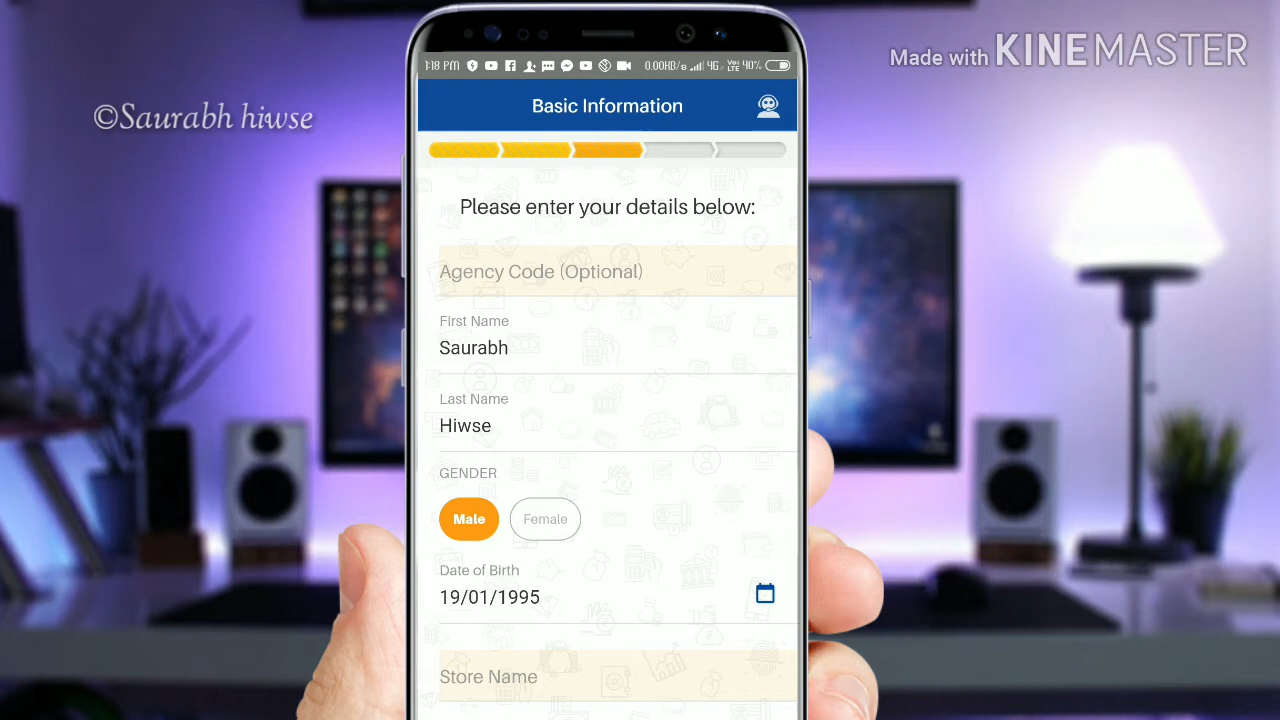 Made with KINEMASTER
©Saurabh hiwse
1:18 PM
0.00KB/s 4G VoLTE 40%
Basic Information
Please enter your details below:
Agency Code (Optional)
First Name
Saurabh
Last Name
Hiwse
GENDER
Male Female
Date of Birth
19/01/1995
Store Name